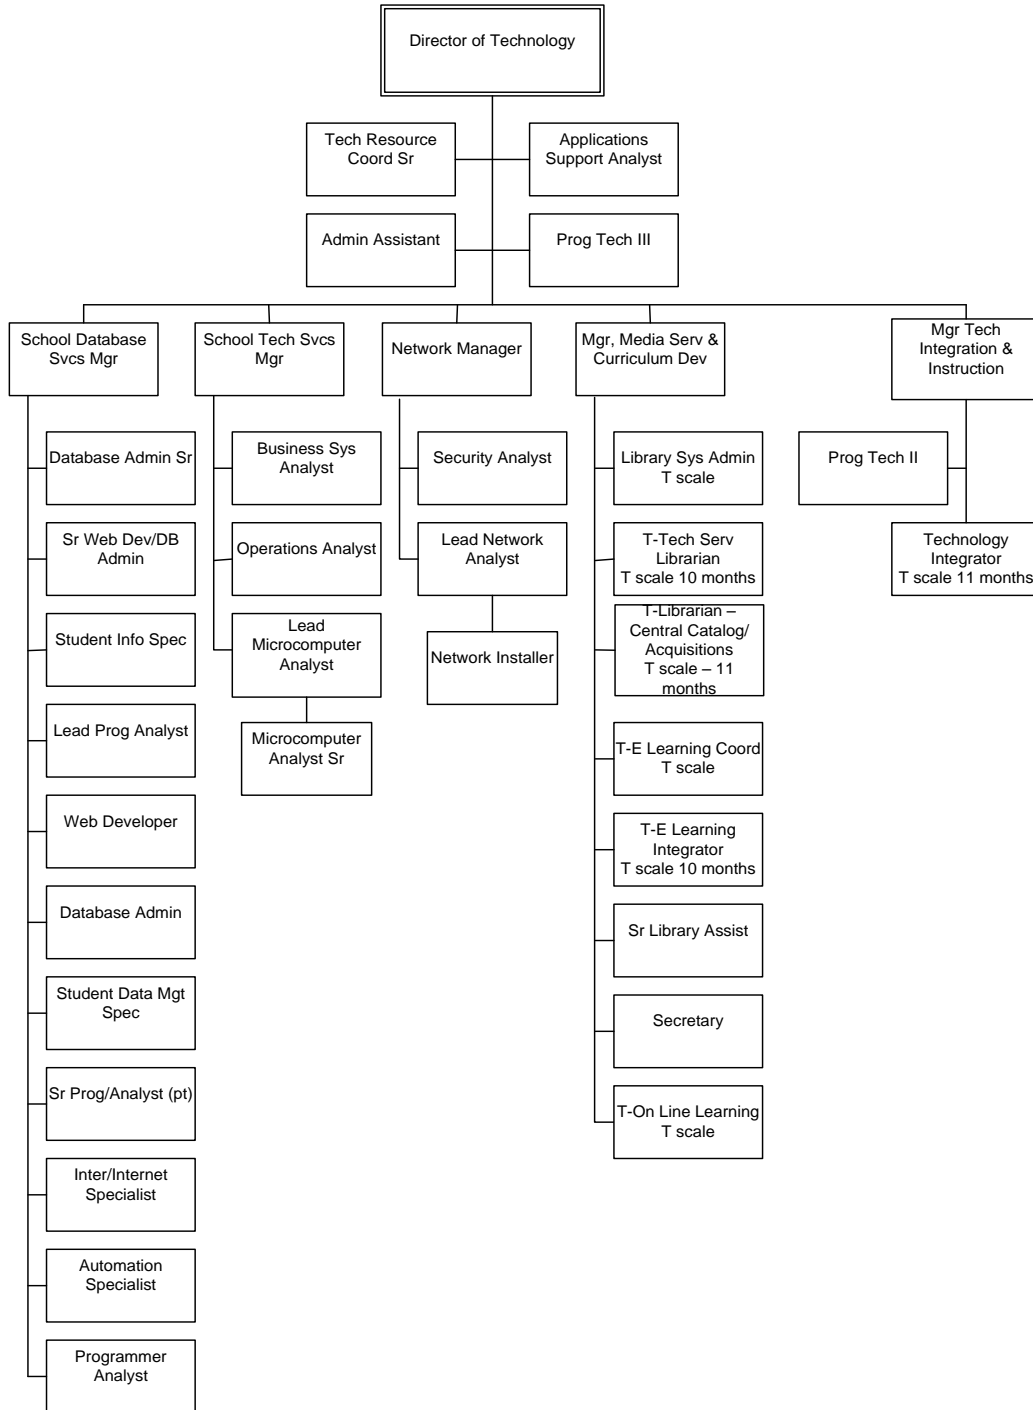 Director of Technology
Tech Resource
Coord Sr
Applications
Support Analyst
Admin Assistant
Prog Tech III
School Database
Svcs Mgr
School Tech Svcs
Mgr
Network Manager
Mgr, Media Serv &
Curriculum Dev
Mgr Tech
Integration &
Instruction
Database Admin Sr
Sr Web Dev/DB
Admin
Student Info Spec
Lead Prog Analyst
Web Developer
Database Admin
Student Data Mgt
Spec
Sr Prog/Analyst (pt)
Inter/Internet
Specialist
Automation
Specialist
Programmer
Analyst
Business Sys
Analyst
Operations Analyst
Lead
Microcomputer
Analyst
Microcomputer
Analyst Sr
Security Analyst
Lead Network
Analyst
Network Installer
Library Sys Admin
T scale
T-Tech Serv
Librarian
T scale 10 months
T-Librarian –
Central Catalog/
Acquisitions
T scale – 11
months
T-E Learning Coord
T scale
T-E Learning
Integrator
T scale 10 months
Sr Library Assist
Secretary
T-On Line Learning
T scale
Prog Tech II
Technology
Integrator
T scale 11 months